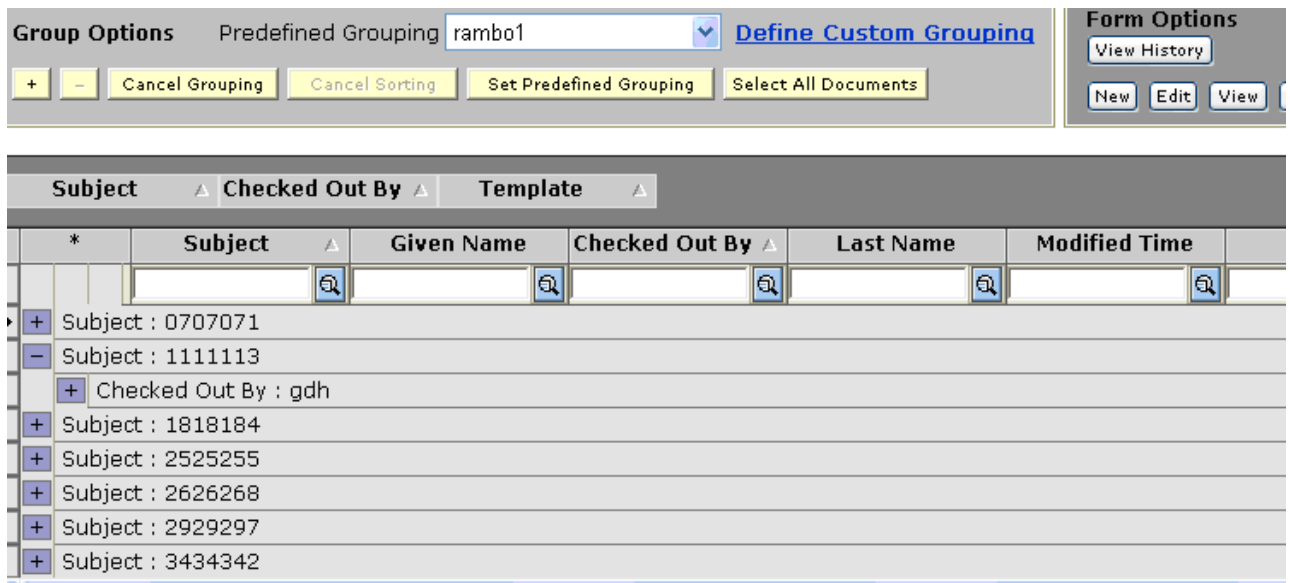 Group Options Predefined Grouping rambo1 Define Custom Grouping
+ – Cancel Grouping Cancel Sorting Set Predefined Grouping Select All Documents
Form Options
View History
New Edit View
Subject Checked Out By Template
* Subject Given Name Checked Out By Last Name Modified Time
+ Subject : 0707071
– Subject : 1111113
+ Checked Out By : gdh
+ Subject : 1818184
+ Subject : 2525255
+ Subject : 2626268
+ Subject : 2929297
+ Subject : 3434342